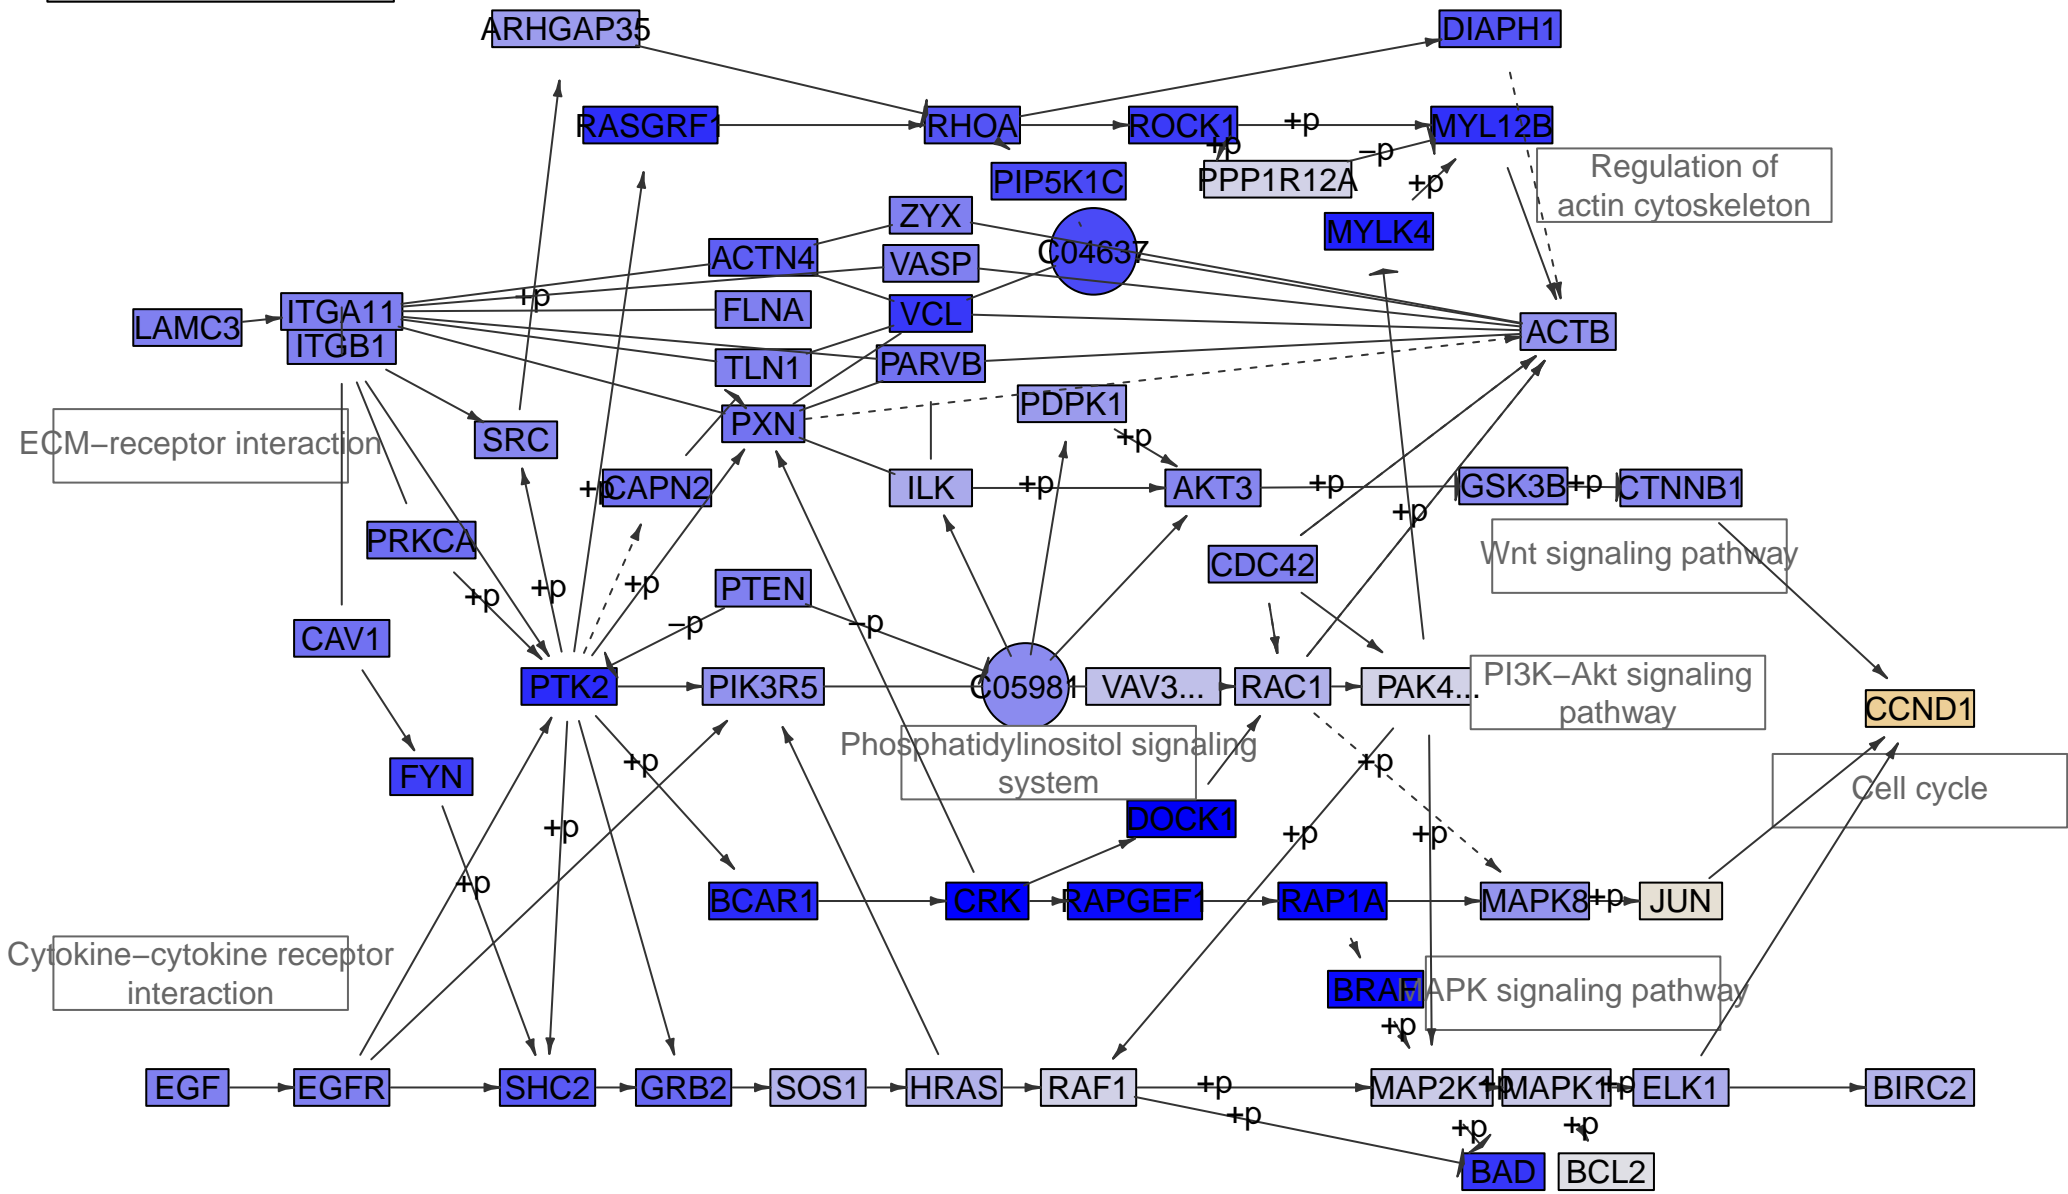 ARHGAP35
DIAPH1
RASGRF1
RHOA
ROCK1
+p
MYL12B
+p
−p
PIP5K1C
PPP1R12A
+p
Regulation of
actin cytoskeleton
ZYX
MYLK4
ACTN4
VASP
C04637
+p
ITGA11
FLNA
VCL
LAMC3
ITGB1
ACTB
TLN1
PARVB
PDPK1
PXN
+p
ECM−receptor interaction
SRC
+p
CAPN2
ILK
+p
AKT3
+p
GSK3B
+p
CTNNB1
+p
PRKCA
Wnt signaling pathway
CDC42
+p
+p
+p
PTEN
−p
−p
CAV1
PTK2
PIK3R5
C05981
VAV3...
RAC1
PAK4...
PI3K−Akt signaling
pathway
CCND1
Phosphatidylinositol signaling
system
+p
+p
FYN
Cell cycle
+p
DOCK1
+p
+p
+p
BCAR1
CRK
RAPGEF1
RAP1A
MAPK8
+p
JUN
Cytokine−cytokine receptor
interaction
BRAF
MAPK signaling pathway
+p
EGF
EGFR
SHC2
GRB2
SOS1
HRAS
RAF1
+p
MAP2K1
+p
MAPK1
+p
ELK1
BIRC2
+p
+p
+p
BAD
BCL2